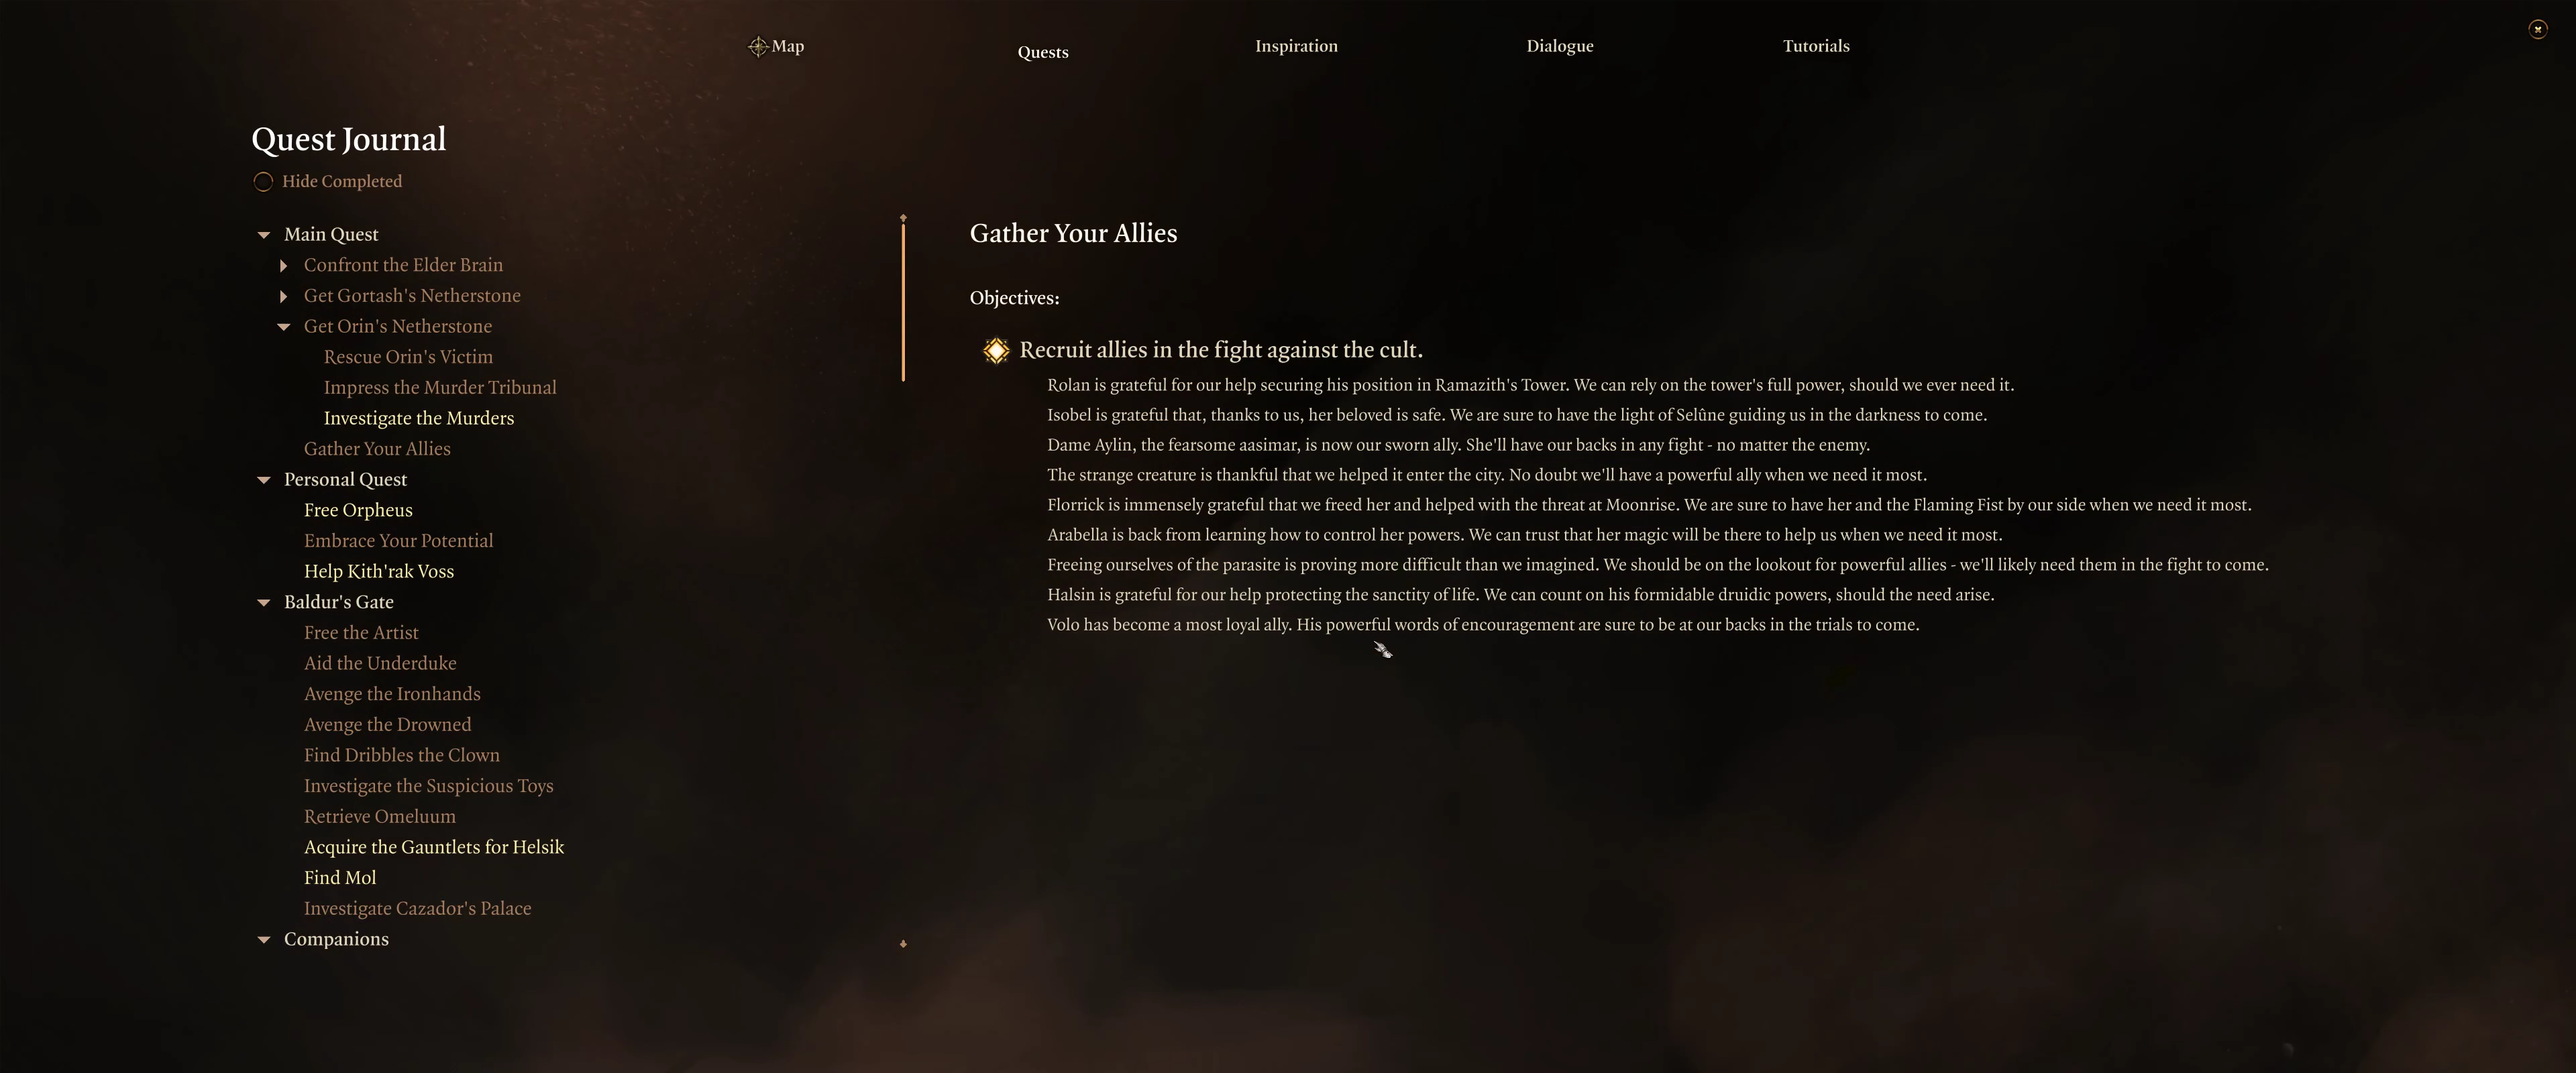 Map
Quests
Inspiration
Dialogue
Tutorials
Quest Journal
Hide Completed
Main Quest
Confront the Elder Brain
Get Gortash's Netherstone
Get Orin's Netherstone
Rescue Orin's Victim
Impress the Murder Tribunal
Investigate the Murders
Gather Your Allies
Personal Quest
Free Orpheus
Embrace Your Potential
Help Kith'rak Voss
Baldur's Gate
Free the Artist
Aid the Underduke
Avenge the Ironhands
Avenge the Drowned
Find Dribbles the Clown
Investigate the Suspicious Toys
Retrieve Omeluum
Acquire the Gauntlets for Helsik
Find Mol
Investigate Cazador's Palace
Companions
Gather Your Allies
Objectives:
Recruit allies in the fight against the cult.
Rolan is grateful for our help securing his position in Ramazith's Tower. We can rely on the tower's full power, should we ever need it.
Isobel is grateful that, thanks to us, her beloved is safe. We are sure to have the light of Selûne guiding us in the darkness to come.
Dame Aylin, the fearsome aasimar, is now our sworn ally. She'll have our backs in any fight - no matter the enemy.
The strange creature is thankful that we helped it enter the city. No doubt we'll have a powerful ally when we need it most.
Florrick is immensely grateful that we freed her and helped with the threat at Moonrise. We are sure to have her and the Flaming Fist by our side when we need it most.
Arabella is back from learning how to control her powers. We can trust that her magic will be there to help us when we need it most.
Freeing ourselves of the parasite is proving more difficult than we imagined. We should be on the lookout for powerful allies - we'll likely need them in the fight to come.
Halsin is grateful for our help protecting the sanctity of life. We can count on his formidable druidic powers, should the need arise.
Volo has become a most loyal ally. His powerful words of encouragement are sure to be at our backs in the trials to come.